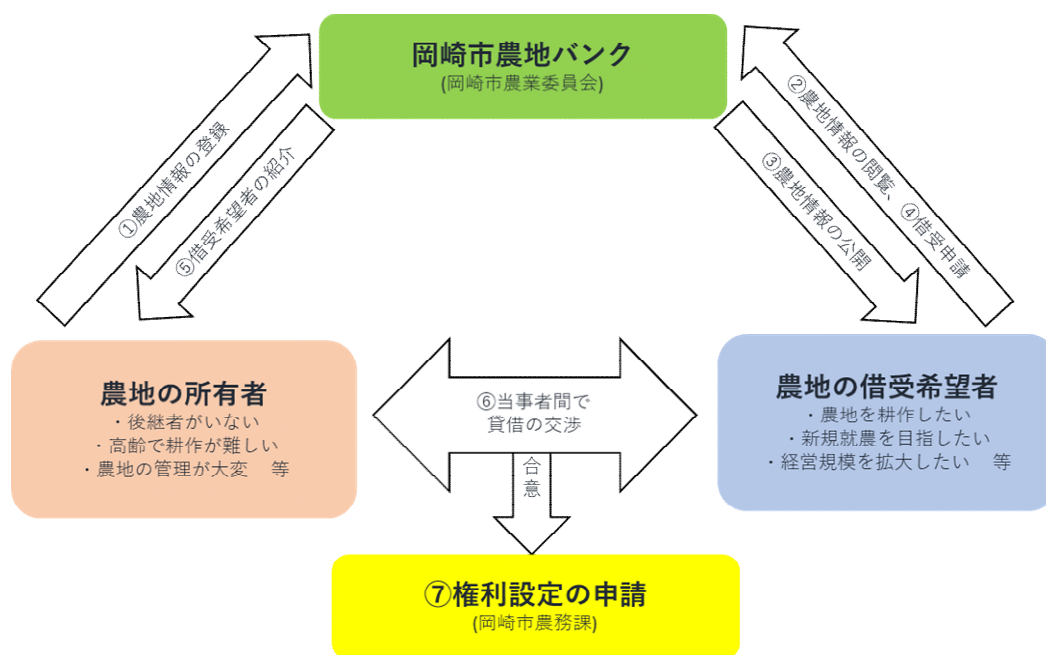 岡崎市農地バンク
(岡崎市農業委員会)
①農地情報の登録
⑤借受希望者の紹介
②農地情報の閲覧、④借受申請
③農地情報の公開
農地の所有者
・後継者がいない
・高齢で耕作が難しい
・農地の管理が大変 等
⑥当事者間で
貸借の交渉
農地の借受希望者
・農地を耕作したい
・新規就農を目指したい
・経営規模を拡大したい 等
合意
⑦権利設定の申請
(岡崎市農務課)